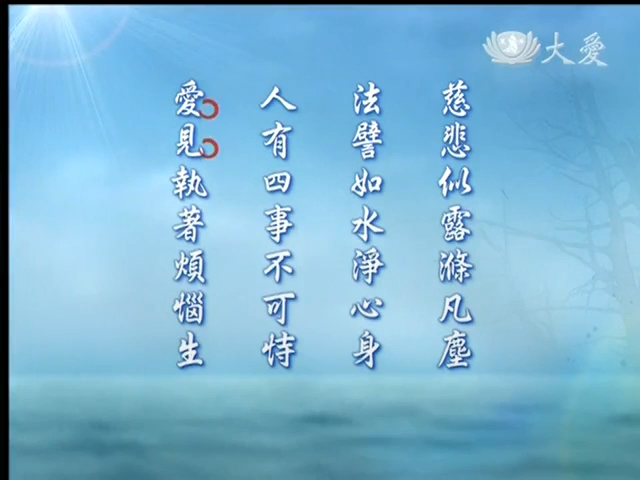 大愛
慈悲似露滌凡塵
法譬如水淨心身
人有四事不可恃
愛見執著煩惱生